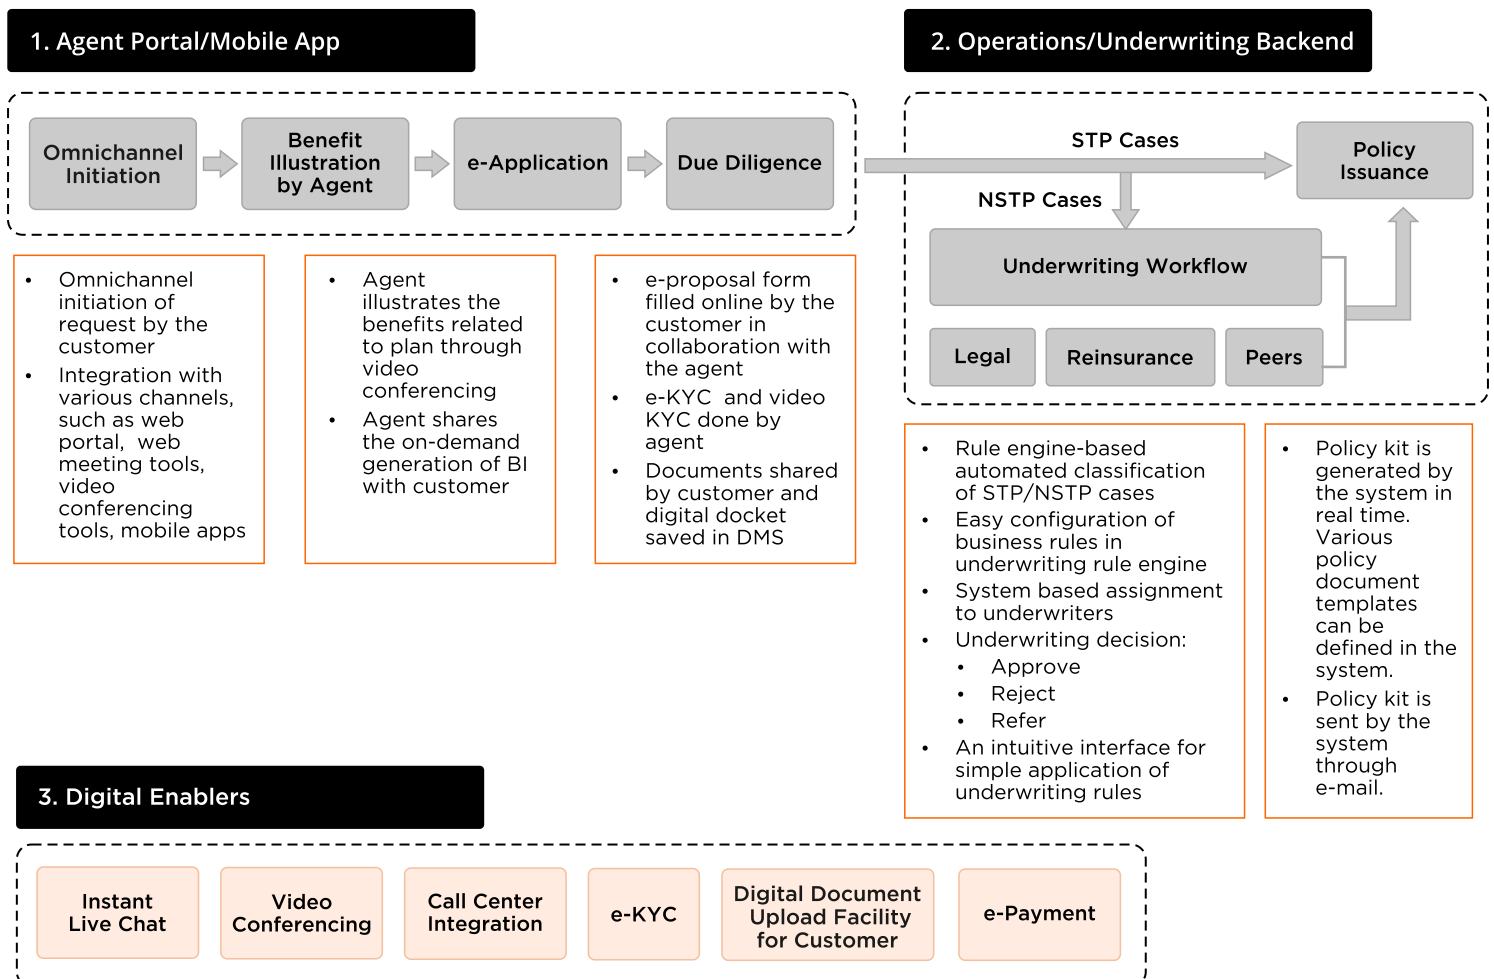 1. Agent Portal/Mobile App
Omnichannel
Initiation
Benefit
Illustration
by Agent
e-Application
Due Diligence
• Omnichannel
initiation of
request by the
customer
• Integration with
various channels,
such as web
portal, web
meeting tools,
video
conferencing
tools, mobile apps
• Agent
illustrates the
benefits related
to plan through
video
conferencing
• Agent shares
the on-demand
generation of BI
with customer
• e-proposal form
filled online by the
customer in
collaboration with
the agent
• e-KYC and video
KYC done by
agent
• Documents shared
by customer and
digital docket
saved in DMS
2. Operations/Underwriting Backend
STP Cases
NSTP Cases
Policy
Issuance
Underwriting Workflow
Legal
Reinsurance
Peers
• Rule engine-based
automated classification
of STP/NSTP cases
• Easy configuration of
business rules in
underwriting rule engine
• System based assignment
to underwriters
• Underwriting decision:
• Approve
• Reject
• Refer
• An intuitive interface for
simple application of
underwriting rules
• Policy kit is
generated by
the system in
real time.
Various
policy
document
templates
can be
defined in the
system.
• Policy kit is
sent by the
system
through
e-mail.
3. Digital Enablers
Instant
Live Chat
Video
Conferencing
Call Center
Integration
e-KYC
Digital Document
Upload Facility
for Customer
e-Payment